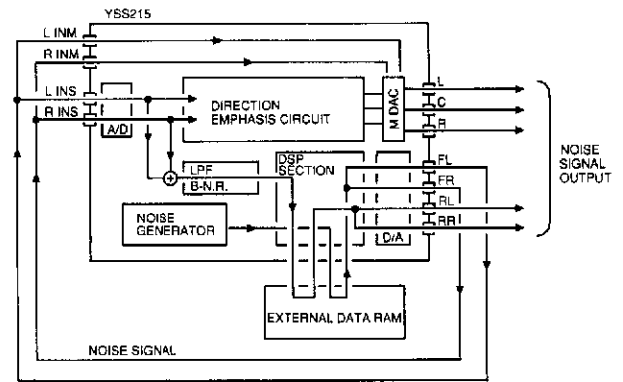 YSS215
L INM
R INM
L INS
R INS
A/D
DIRECTION
EMPHASIS CIRCUIT
M DAC
L
C
R
LPF
B-N.R.
DSP
SECTION
FL
FR
RL
RR
D/A
NOISE
SIGNAL
OUTPUT
NOISE
GENERATOR
EXTERNAL DATA RAM
NOISE SIGNAL